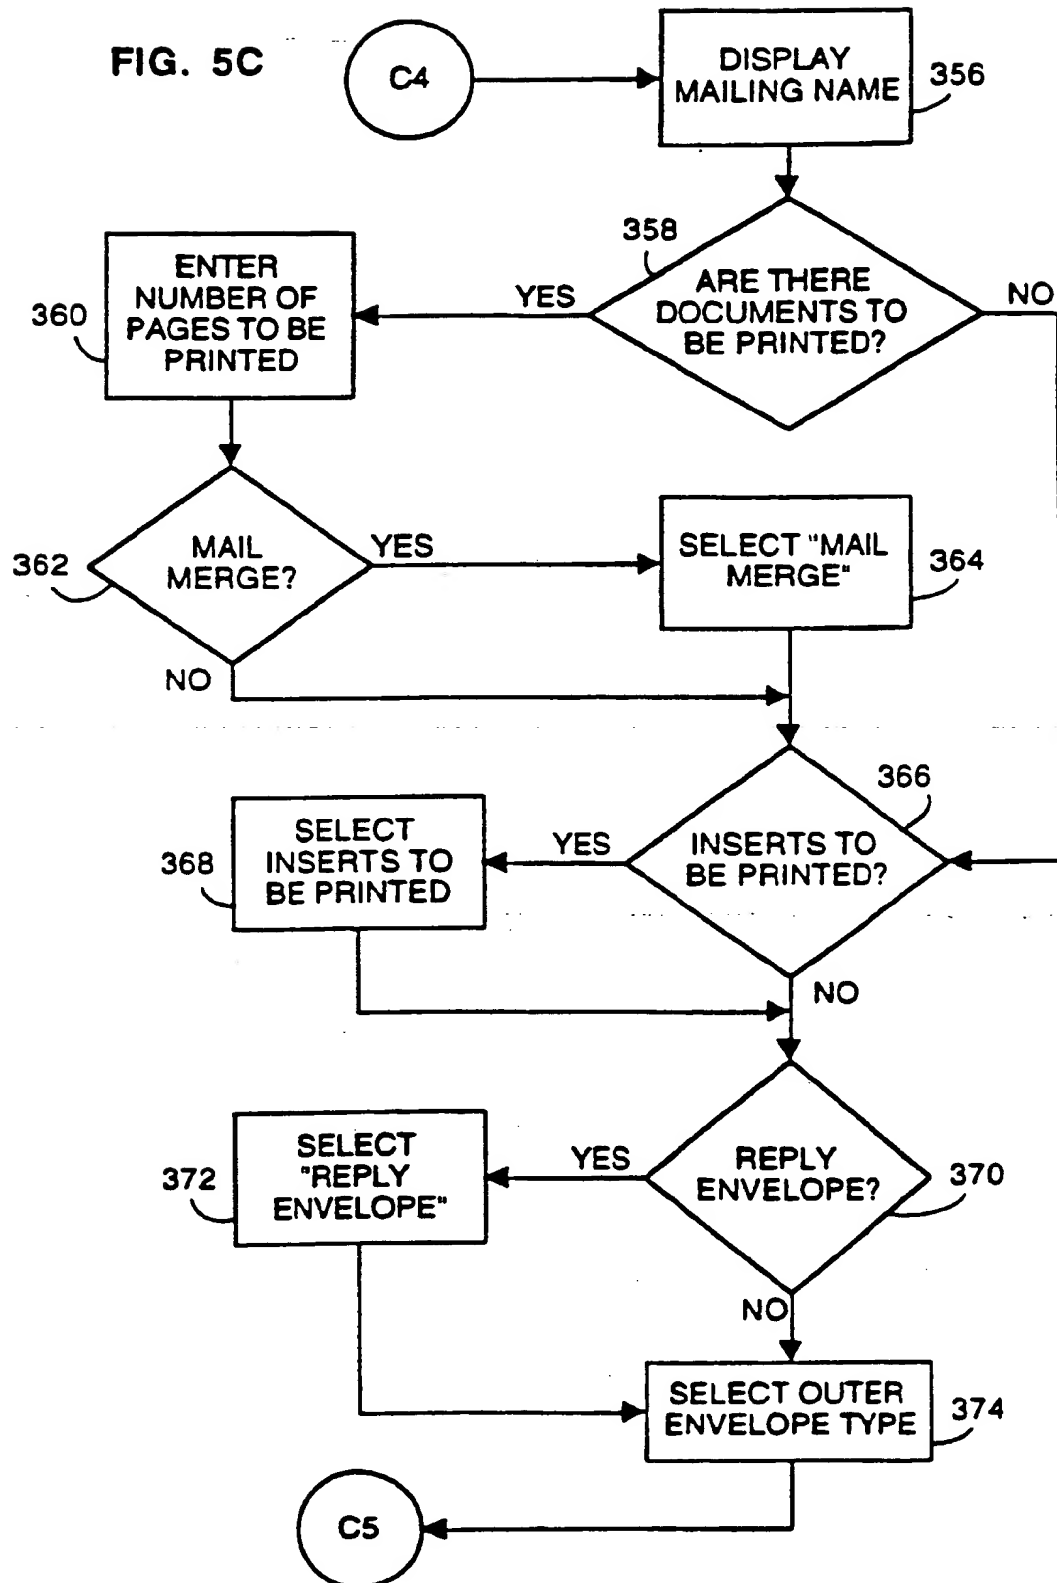 FIG. 5C
C4
DISPLAY
MAILING NAME
356
358
ARE THERE
DOCUMENTS TO
BE PRINTED?
YES
NO
ENTER
NUMBER OF
PAGES TO BE
PRINTED
360
362
MAIL
MERGE?
YES
NO
SELECT "MAIL
MERGE"
364
366
INSERTS TO
BE PRINTED?
YES
NO
SELECT
INSERTS TO
BE PRINTED
368
REPLY
ENVELOPE?
370
YES
NO
SELECT
"REPLY
ENVELOPE"
372
SELECT OUTER
ENVELOPE TYPE
374
C5